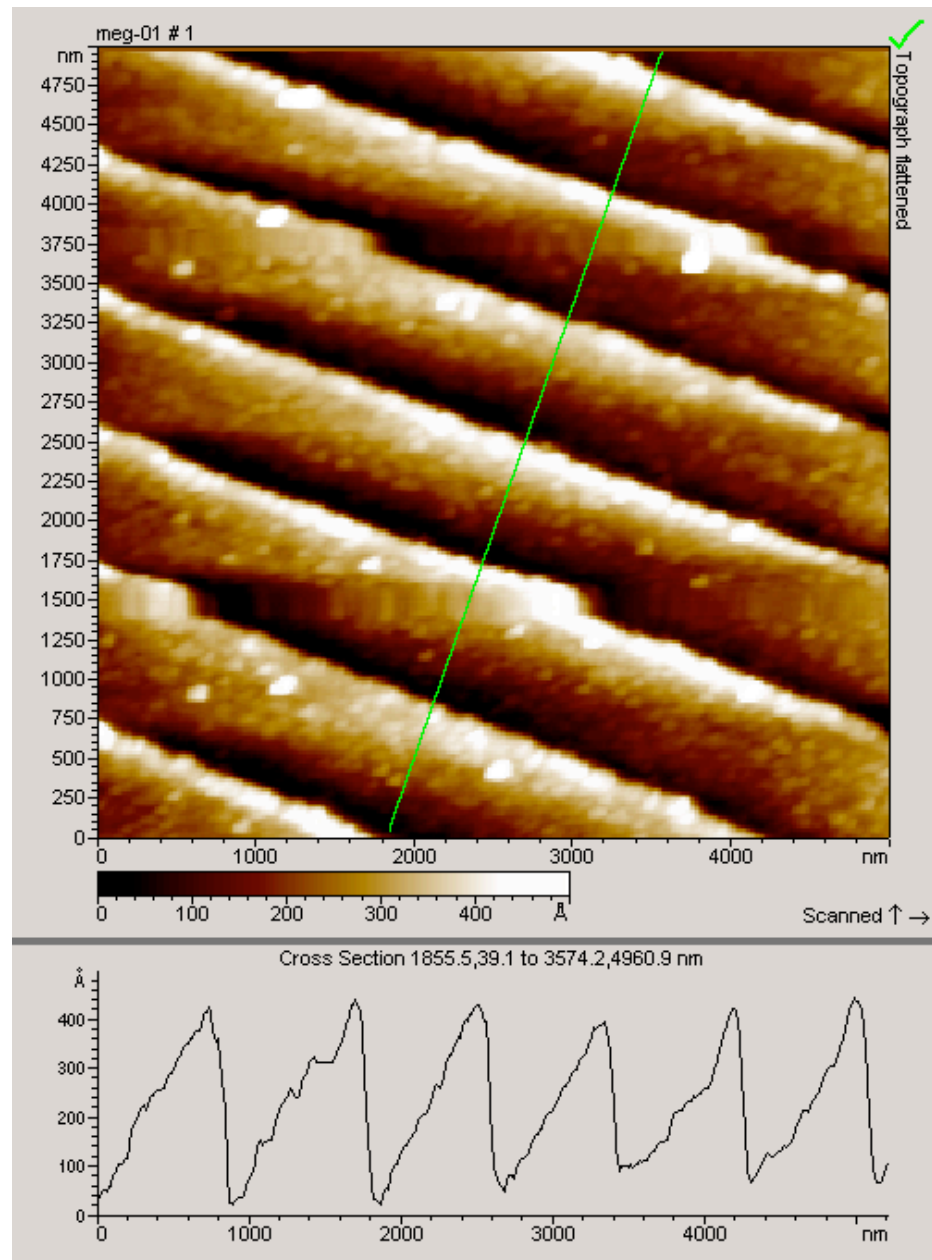 meg-01 # 1
nm
4750
4500
4250
4000
3750
3500
3250
3000
2750
2500
2250
2000
1750
1500
1250
1000
750
500
250
0
Topograph flattened
0 1000 2000 3000 4000 nm
0 100 200 300 400 Å
Scanned ↑ →
Cross Section 1855.5,39.1 to 3574.2,4960.9 nm
Å
400
300
200
100
0
0 1000 2000 3000 4000 nm